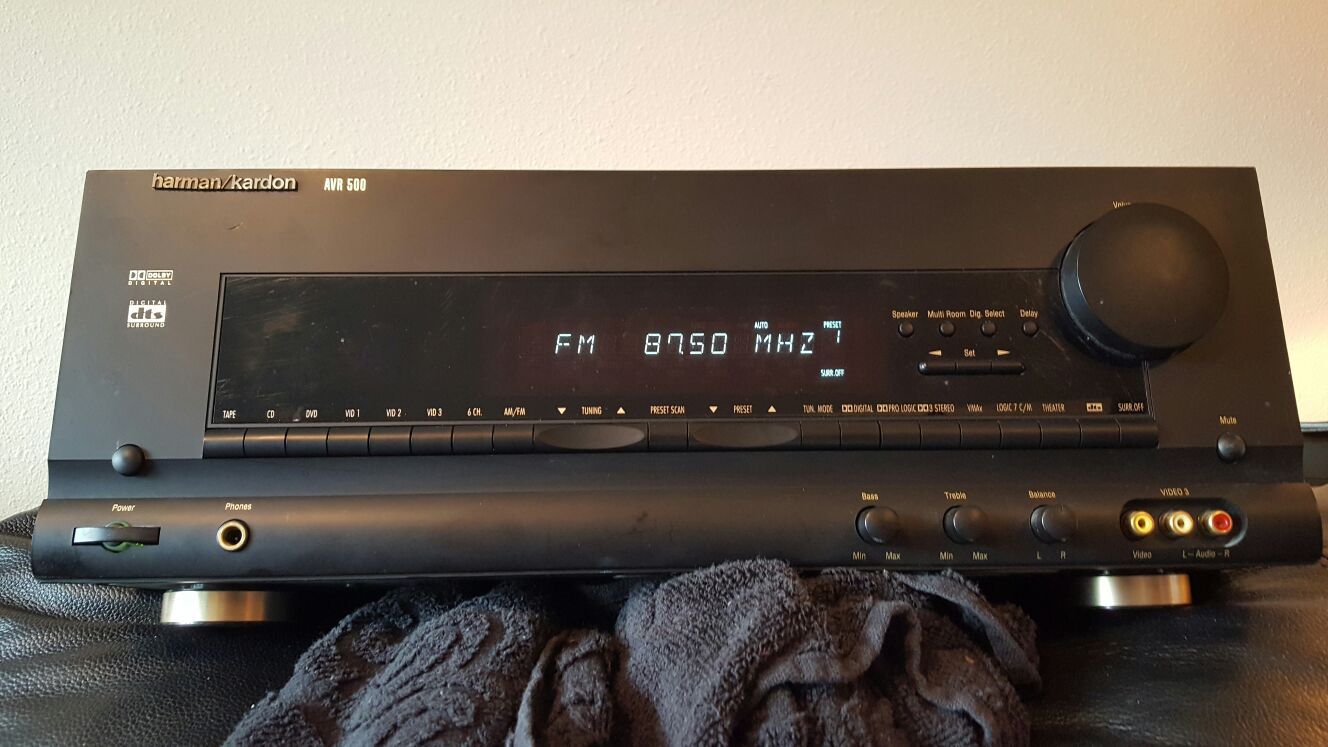 harman/kardon AVR 500
DOLBY
DIGITAL
DIGITAL
dts
SURROUND
Speaker Multi Room Dig. Select Delay
Set
AUTO PRESET
FM 87.50 MHZ 1
SURR.OFF
TAPE CD DVD VID 1 VID 2 VID 3 6 CH. AM/FM TUNING PRESET SCAN PRESET TUN. MODE DIGITAL PRO LOGIC 3 STEREO VMAx LOGIC 7 C/M THEATER dts SURR.OFF
Mute
Power Phones
Bass Treble Balance VIDEO 3
Min Max Min Max L R Video L – Audio – R